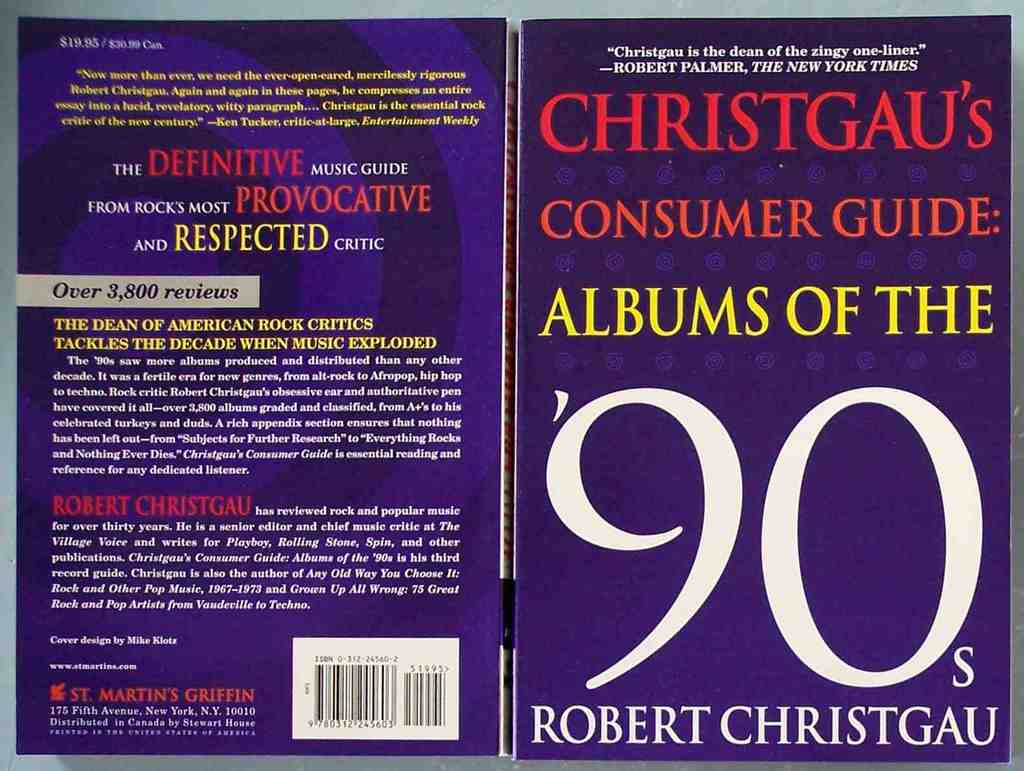 $19.95 / $30.99 Can.
"Now more than ever, we need the ever-open-eared, mercilessly rigorous
Robert Christgau. Again and again in these pages, he compresses an entire
essay into a lucid, revelatory, witty paragraph.... Christgau is the essential rock
critic of the new century." —Ken Tucker, critic-at-large, Entertainment Weekly
THE DEFINITIVE MUSIC GUIDE
FROM ROCK'S MOST PROVOCATIVE
AND RESPECTED CRITIC
Over 3,800 reviews
THE DEAN OF AMERICAN ROCK CRITICS
TACKLES THE DECADE WHEN MUSIC EXPLODED
The '90s saw more albums produced and distributed than any other
decade. It was a fertile era for new genres, from alt-rock to Afropop, hip hop
to techno. Rock critic Robert Christgau's obsessive ear and authoritative pen
have covered it all—over 3,800 albums graded and classified, from A+'s to his
celebrated turkeys and duds. A rich appendix section ensures that nothing
has been left out—from "Subjects for Further Research" to "Everything Rocks
and Nothing Ever Dies." Christgau's Consumer Guide is essential reading and
reference for any dedicated listener.
ROBERT CHRISTGAU has reviewed rock and popular music
for over thirty years. He is a senior editor and chief music critic at The
Village Voice and writes for Playboy, Rolling Stone, Spin, and other
publications. Christgau's Consumer Guide: Albums of the '90s is his third
record guide. Christgau is also the author of Any Old Way You Choose It:
Rock and Other Pop Music, 1967–1973 and Grown Up All Wrong: 75 Great
Rock and Pop Artists from Vaudeville to Techno.
Cover design by Mike Klotz
www.stmartins.com
ST. MARTIN'S GRIFFIN
175 Fifth Avenue, New York, N.Y. 10010
Distributed in Canada by Stewart House
PRINTED IN THE UNITED STATES OF AMERICA
ISBN 0-312-24560-2
51995>
9 780312 245603
"Christgau is the dean of the zingy one-liner."
—ROBERT PALMER, THE NEW YORK TIMES
CHRISTGAU'S
CONSUMER GUIDE:
ALBUMS OF THE
'90s
ROBERT CHRISTGAU